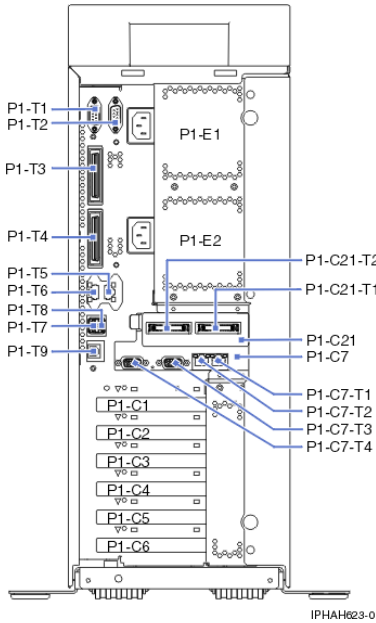 P1-T1
P1-T2
P1-E1
P1-T3
P1-T4
P1-E2
P1-C21-T2
P1-T5
P1-T6
P1-C21-T1
P1-T8
P1-T7
P1-C21
P1-T9
P1-C7
P1-C7-T1
P1-C1
P1-C7-T2
P1-C7-T3
P1-C2
P1-C7-T4
P1-C3
P1-C4
P1-C5
P1-C6
IPHAH623-0